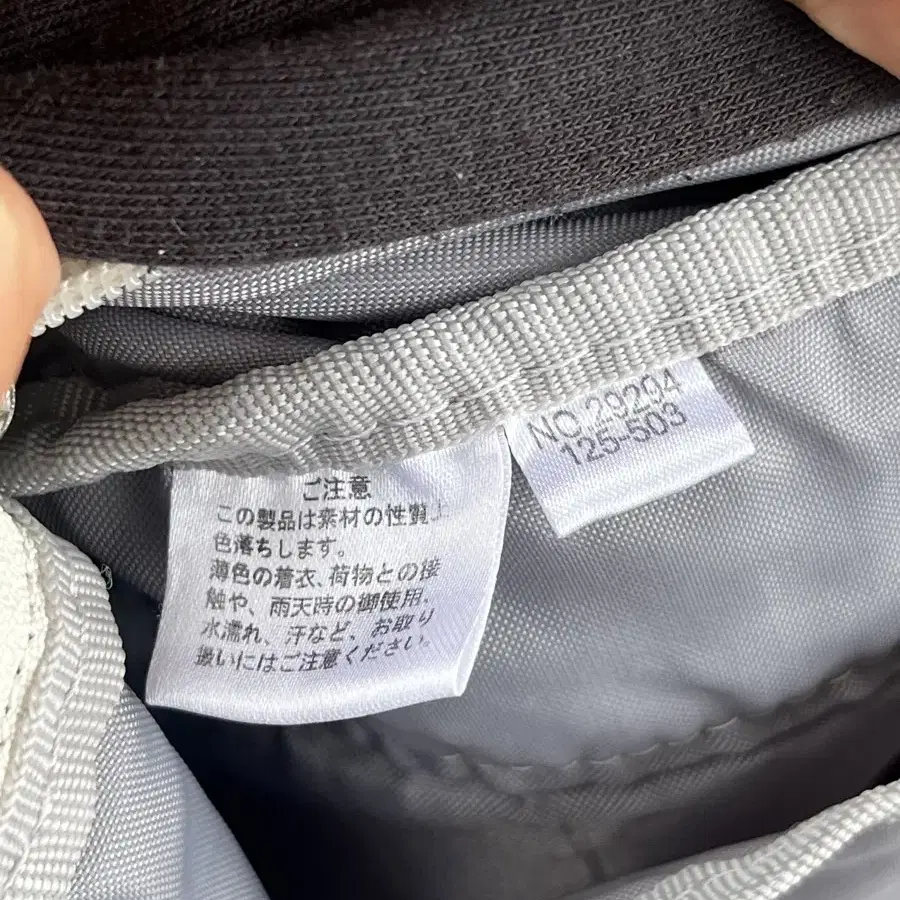 ご注意
この製品は素材の性質上
色落ちします。
薄色の着衣、荷物との接
触や、雨天時の御使用、
水濡れ、汗など、お取り
扱いにはご注意ください。
NO.29204
125-503